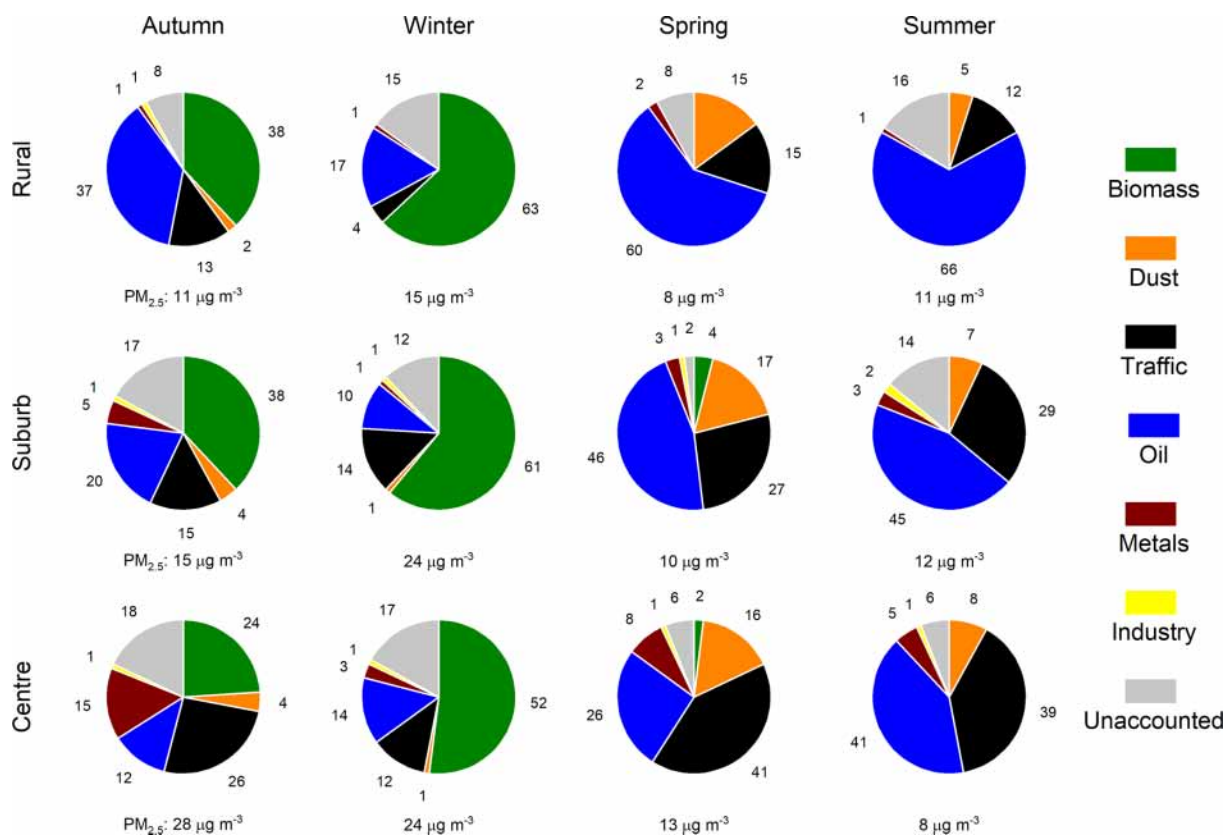 Autumn Winter Spring Summer
Rural
1 1 8 38 2 13 37
15 63 4 17 1
2 8 15 15 60
16 5 12 66 1
PM2.5: 11 µg m-3 15 µg m-3 8 µg m-3 11 µg m-3
Suburb
17 38 4 15 20 5 1
1 1 12 61 1 14 10
3 1 2 4 17 27 46
14 7 29 45 3 2
PM2.5: 15 µg m-3 24 µg m-3 10 µg m-3 12 µg m-3
Centre
18 24 4 26 12 15 1
17 52 1 12 14 3 1
8 1 6 2 16 41 26
5 1 6 8 39 41
PM2.5: 28 µg m-3 24 µg m-3 13 µg m-3 8 µg m-3
Biomass
Dust
Traffic
Oil
Metals
Industry
Unaccounted